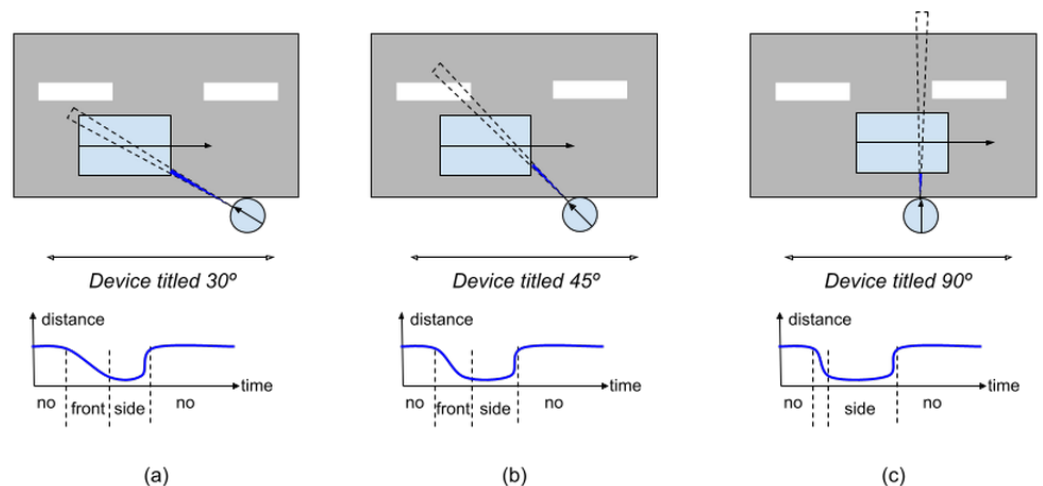 Device titled 30º
Device titled 45º
Device titled 90º
distance
time
no
front
side
no
distance
time
no
front
side
no
distance
time
no
side
no
(a)
(b)
(c)